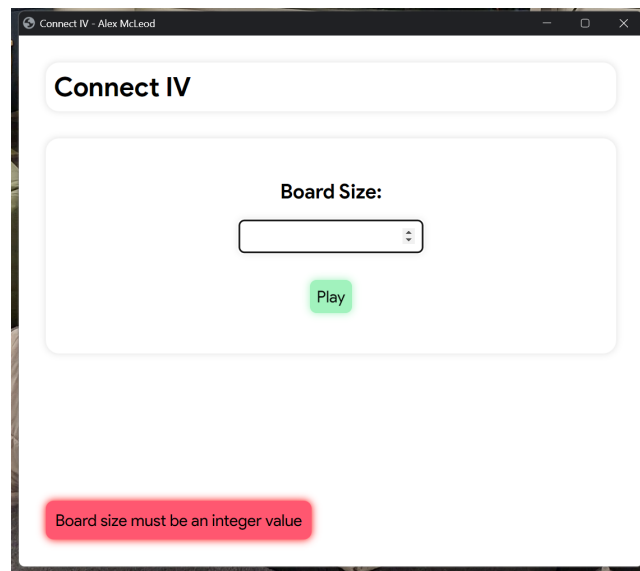 Connect IV - Alex McLeod
Connect IV
Board Size:
Play
Board size must be an integer value